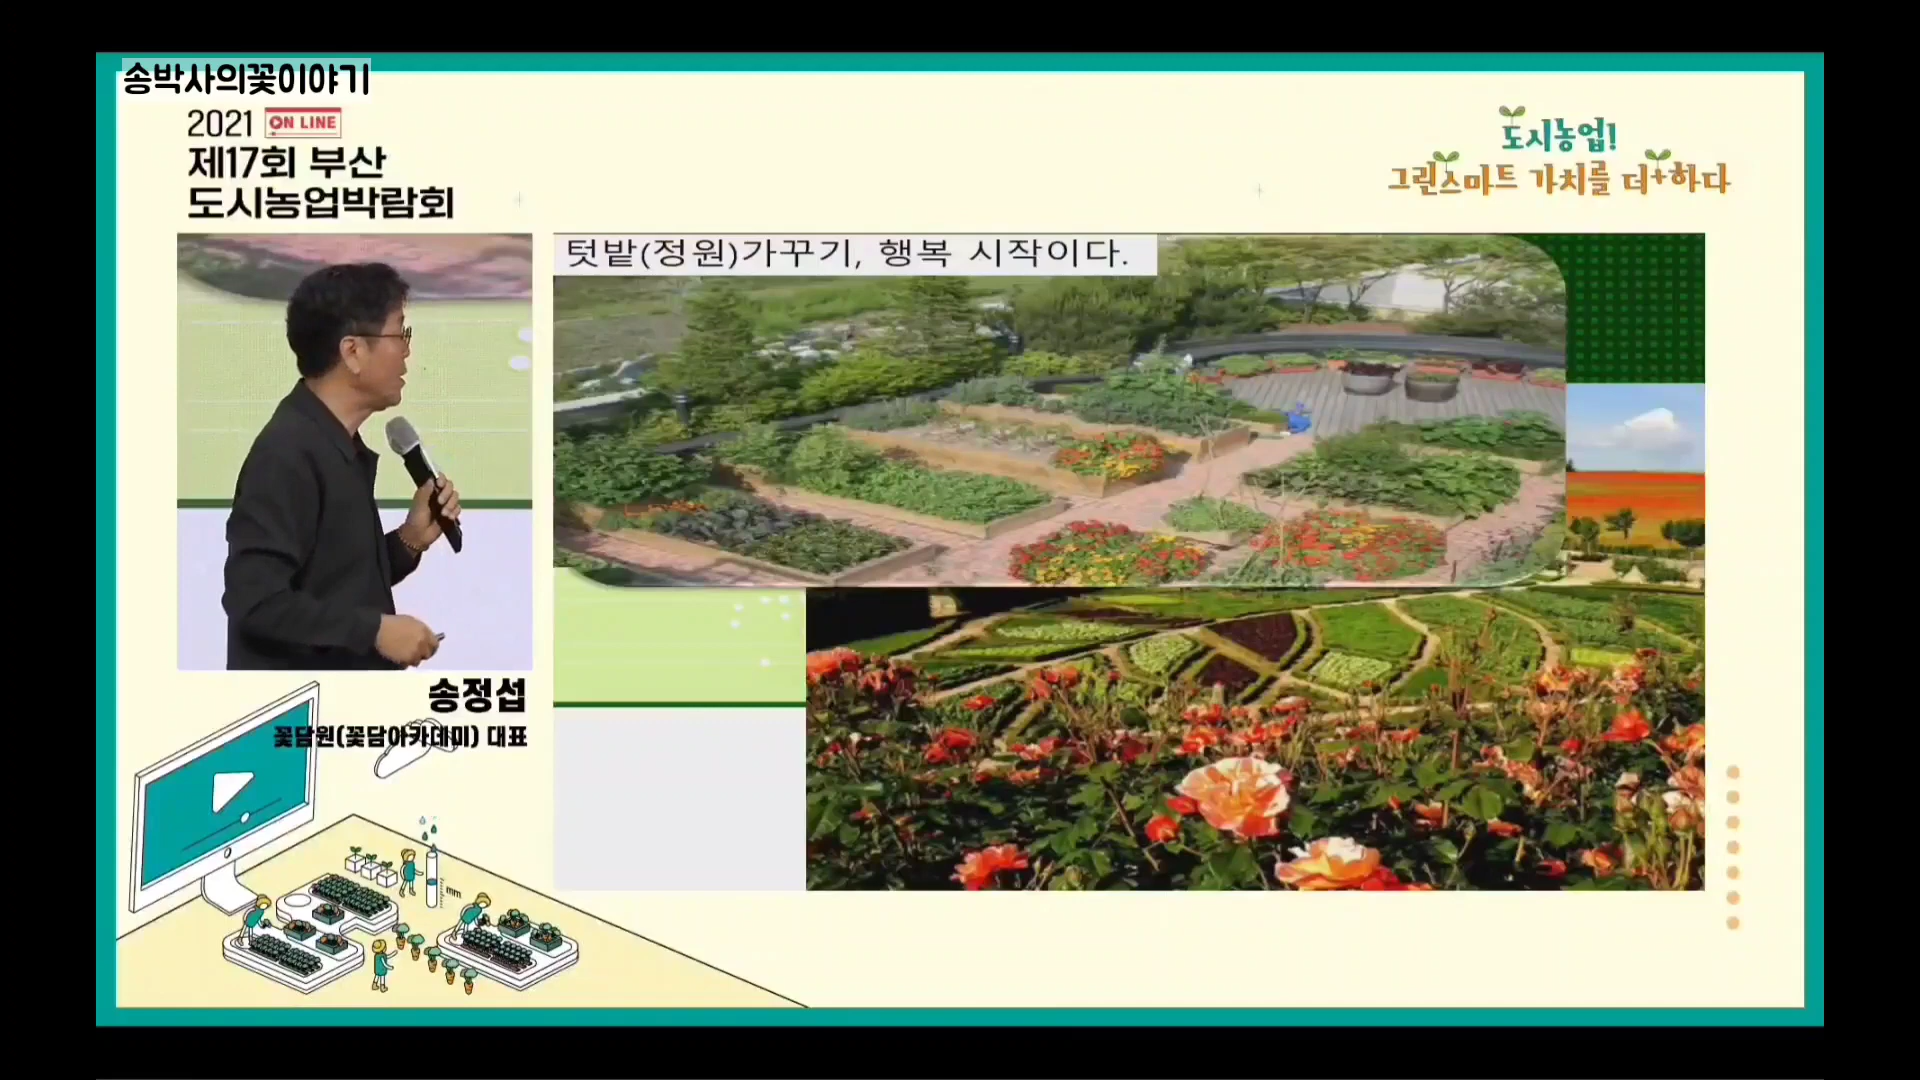 송박사의꽃이야기
2021 ON LINE
제17회 부산
도시농업박람회
도시농업!
그린스마트 가치를 더+하다
텃밭(정원)가꾸기, 행복 시작이다.
송정섭
꽃담원(꽃담아카데미) 대표
mm